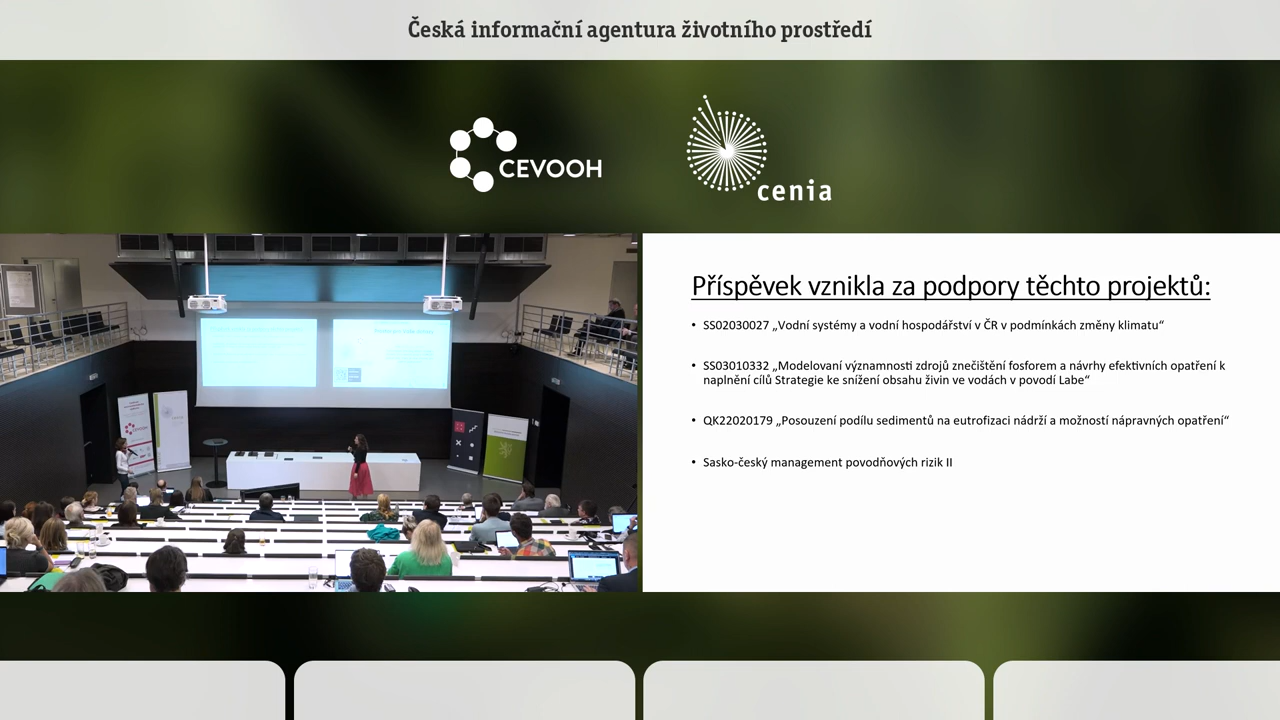 Česká informační agentura životního prostředí
CEVOOH
cenia
Příspěvek vznikla za podpory těchto projektů:
• SS02030027 „Vodní systémy a vodní hospodářství v ČR v podmínkách změny klimatu“
• SS03010332 „Modelovaní významnosti zdrojů znečištění fosforem a návrhy efektivních opatření k
naplnění cílů Strategie ke snížení obsahu živin ve vodách v povodí Labe“
• QK22020179 „Posouzení podílu sedimentů na eutrofizaci nádrží a možností nápravných opatření“
• Sasko-český management povodňových rizik II